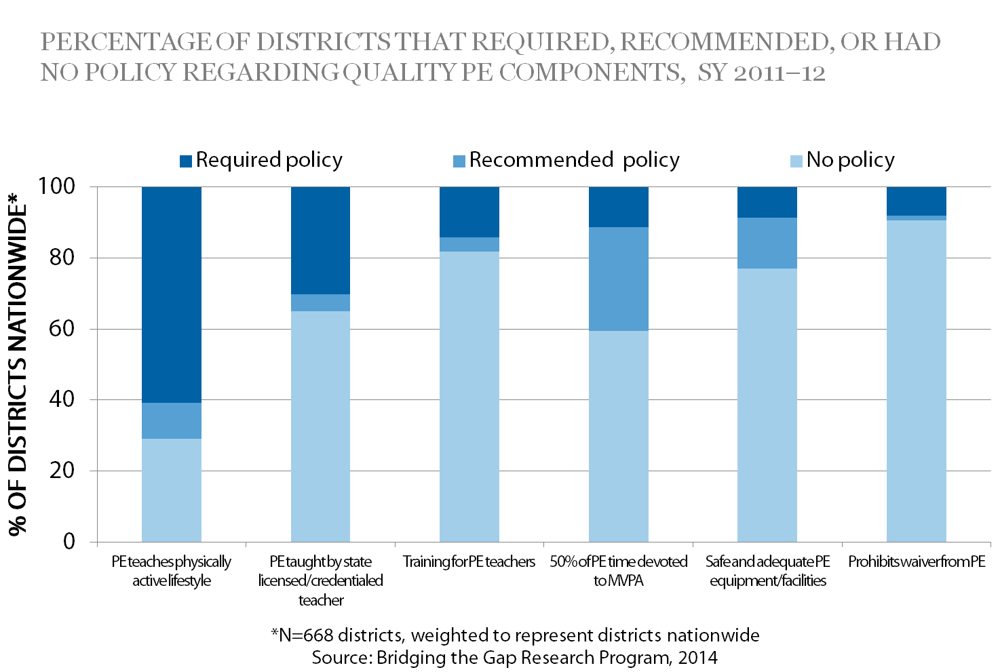 PERCENTAGE OF DISTRICTS THAT REQUIRED, RECOMMENDED, OR HAD
NO POLICY REGARDING QUALITY PE COMPONENTS, SY 2011–12
Required policy
Recommended policy
No policy
% OF DISTRICTS NATIONWIDE*
100
80
60
40
20
0
PE teaches physically
active lifestyle
PE taught by state
licensed/credentialed
teacher
Training for PE teachers
50% of PE time devoted
to MVPA
Safe and adequate PE
equipment/facilities
Prohibits waiver from PE
*N=668 districts, weighted to represent districts nationwide
Source: Bridging the Gap Research Program, 2014